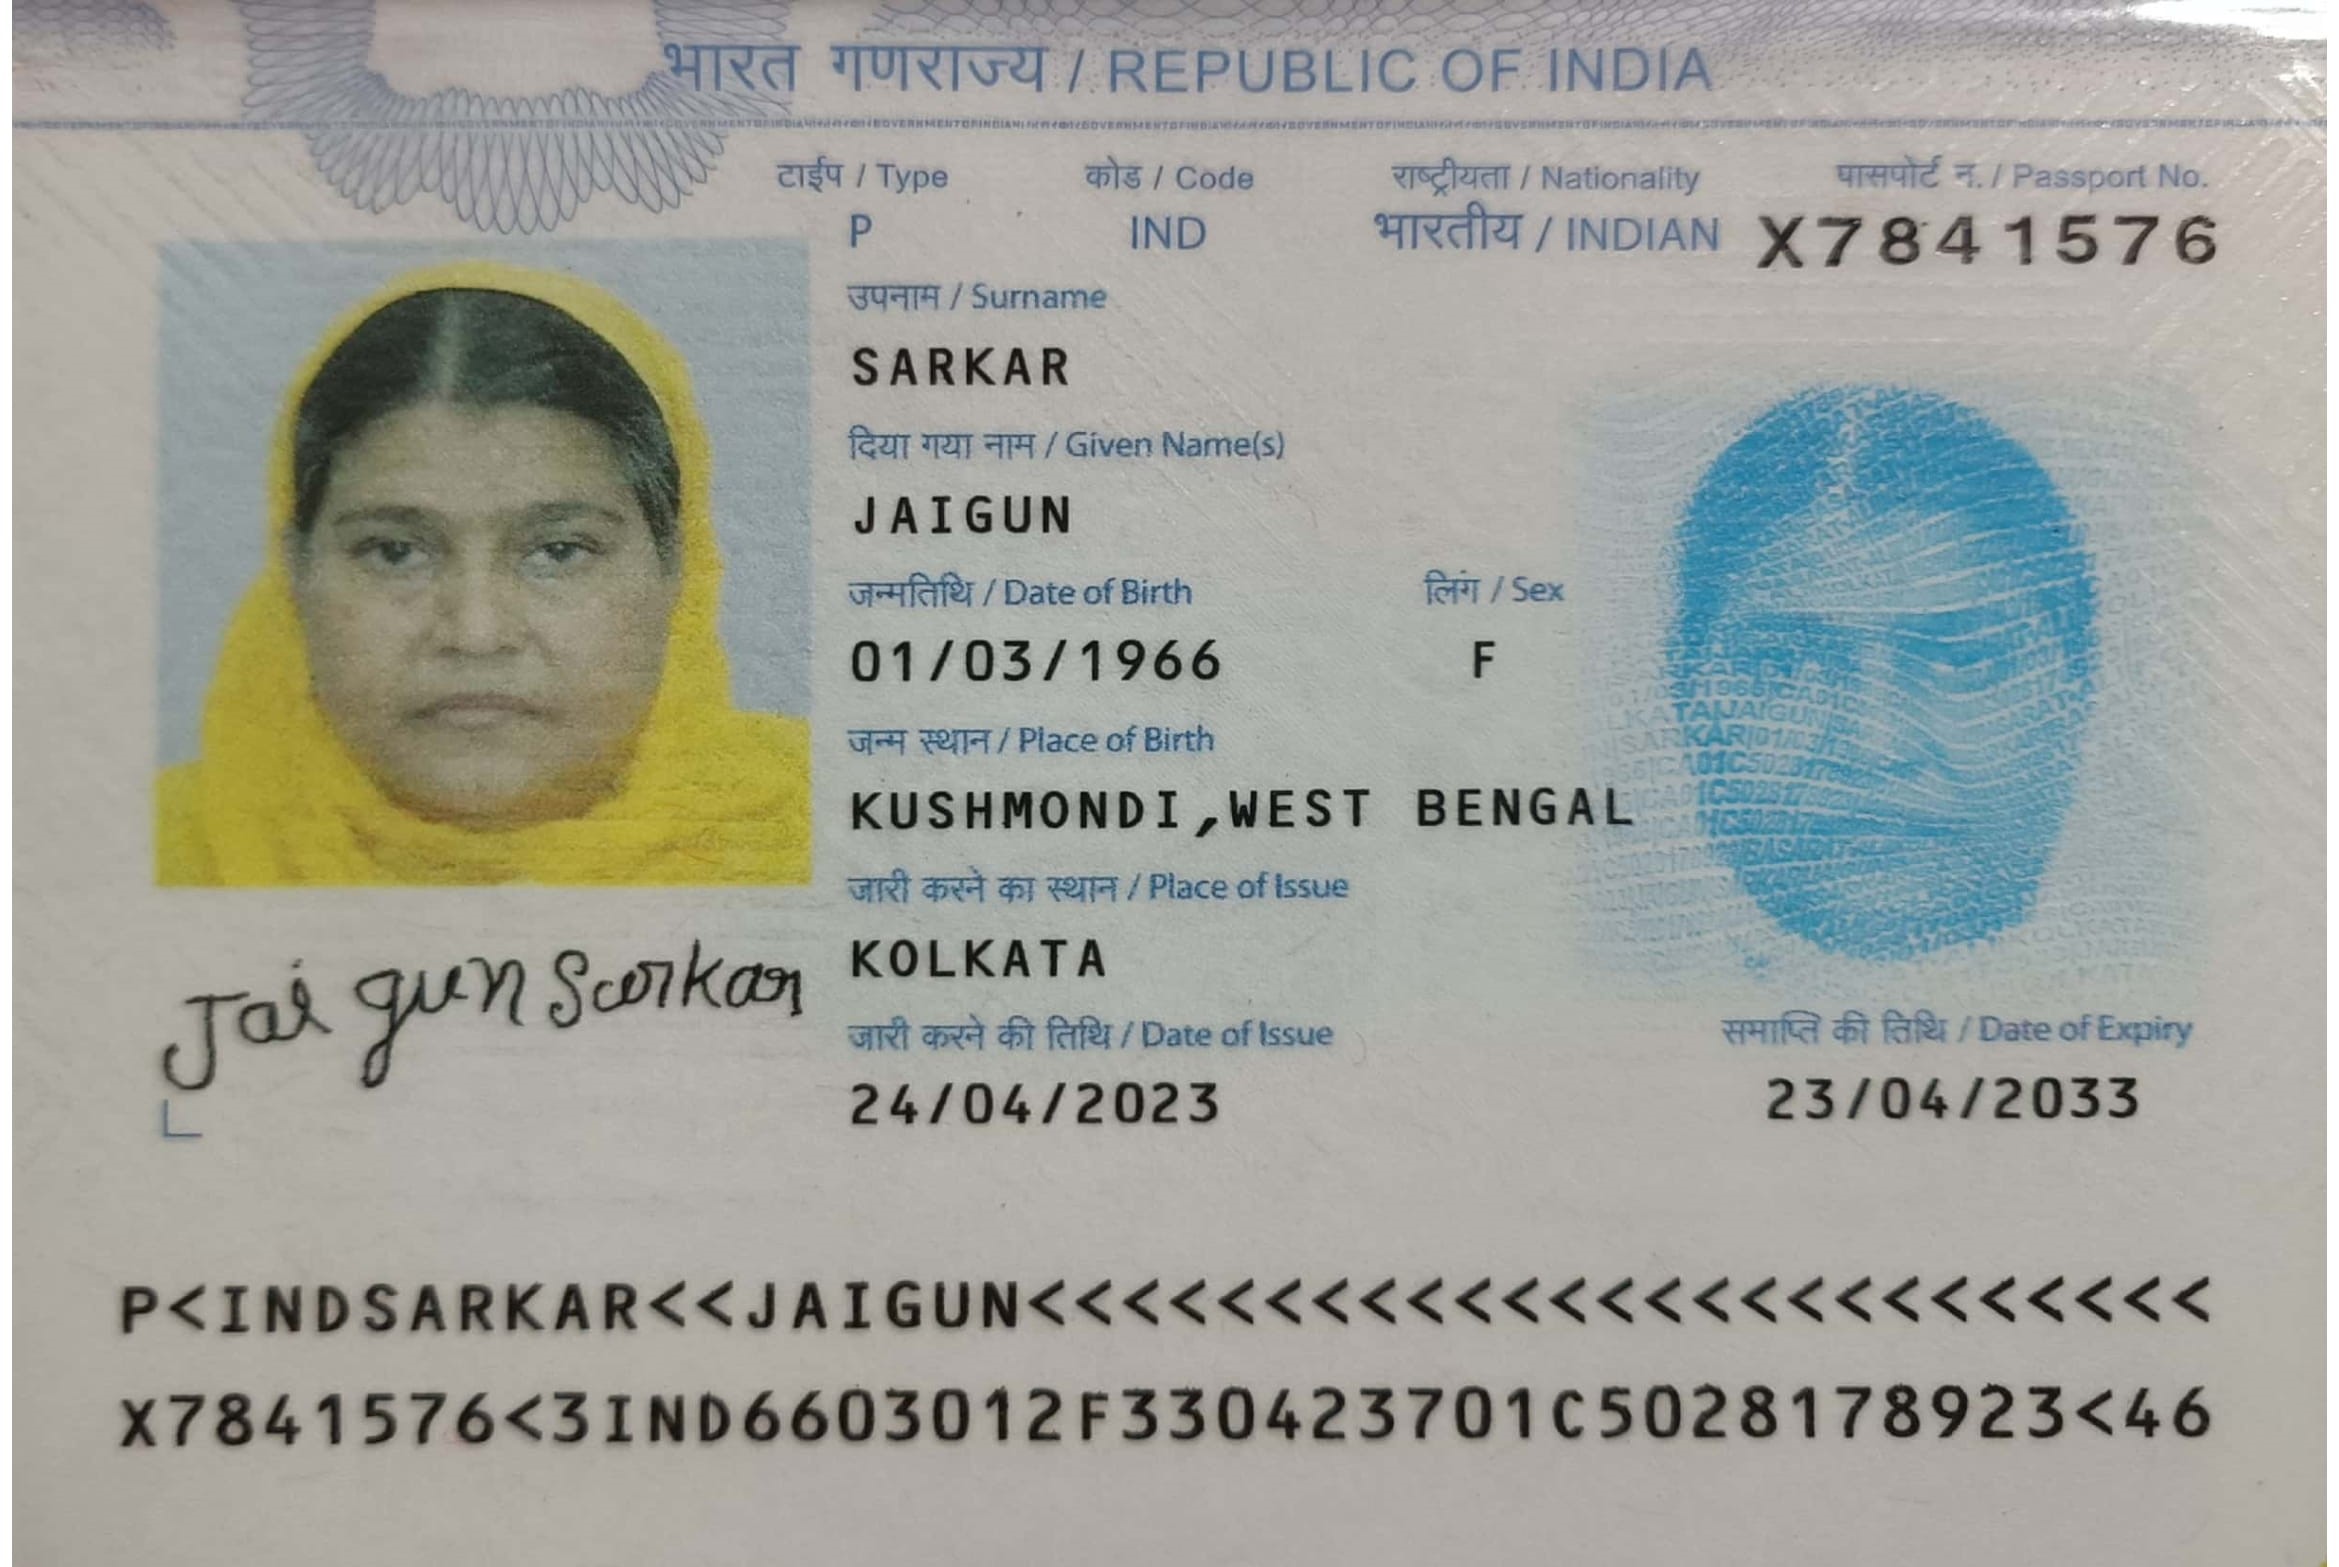 भारत गणराज्य / REPUBLIC OF INDIA
टाईप / Type
कोड / Code
राष्ट्रीयता / Nationality
पासपोर्ट न. / Passport No.
P
IND
भारतीय / INDIAN
X7841576
उपनाम / Surname
SARKAR
दिया गया नाम / Given Name(s)
JAIGUN
जन्मतिथि / Date of Birth
लिंग / Sex
01/03/1966
F
जन्म स्थान / Place of Birth
KUSHMONDI,WEST BENGAL
जारी करने का स्थान / Place of Issue
KOLKATA
Jaigun Sarkar
जारी करने की तिथि / Date of Issue
समाप्ति की तिथि / Date of Expiry
24/04/2023
23/04/2033
P<INDSARKAR<<JAIGUN<<<<<<<<<<<<<<<<<<<<<<<<<
X7841576<3IND6603012F330423701C5028178923<46